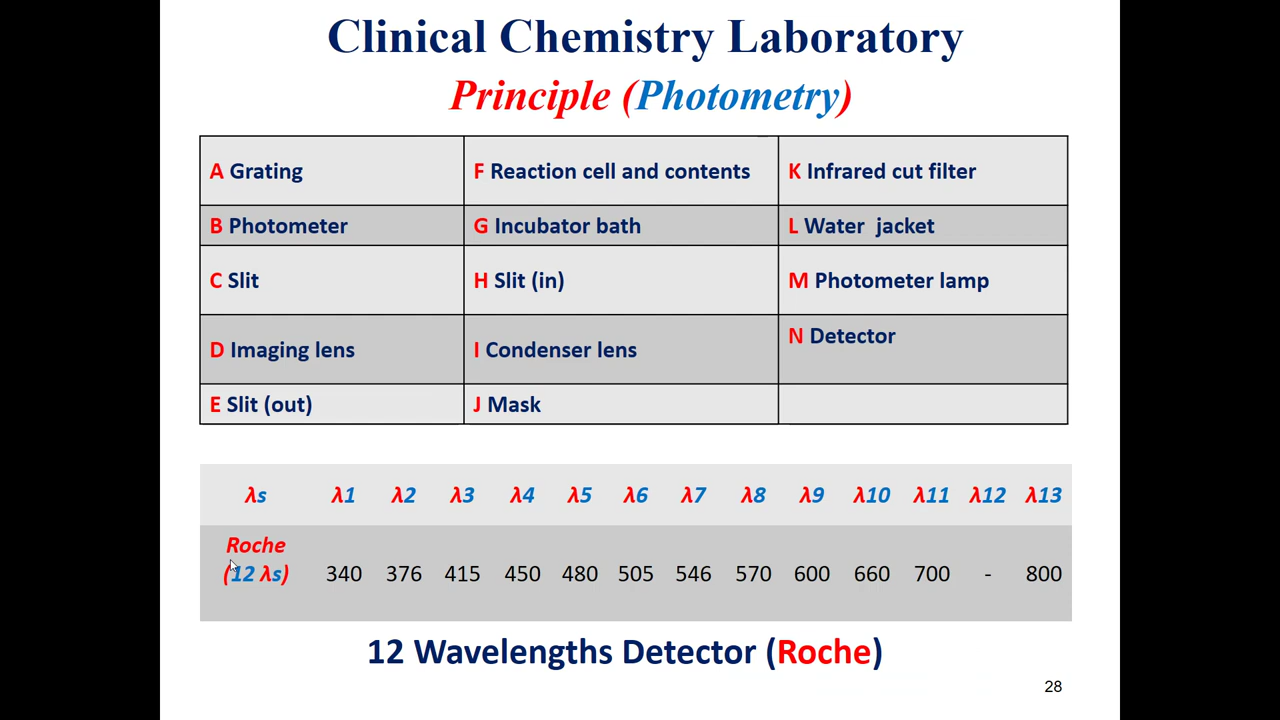 Clinical Chemistry Laboratory
Principle (Photometry)
A Grating F Reaction cell and contents K Infrared cut filter
B Photometer G Incubator bath L Water jacket
C Slit H Slit (in) M Photometer lamp
D Imaging lens I Condenser lens N Detector
E Slit (out) J Mask
λs λ1 λ2 λ3 λ4 λ5 λ6 λ7 λ8 λ9 λ10 λ11 λ12 λ13
Roche
(12 λs) 340 376 415 450 480 505 546 570 600 660 700 - 800
12 Wavelengths Detector (Roche)
28